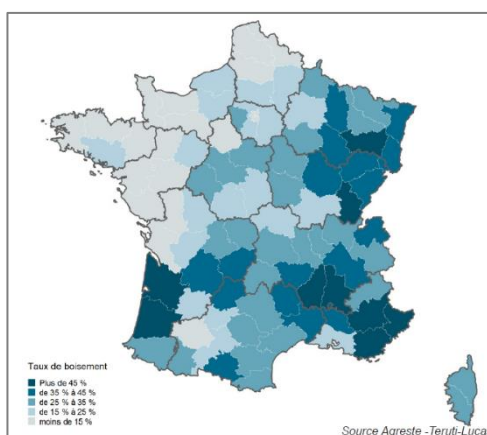 Taux de boisement
Plus de 45 %
de 35 % à 45 %
de 25 % à 35 %
de 15 % à 25 %
moins de 15 %
Source Agreste -Teruti-Lucas